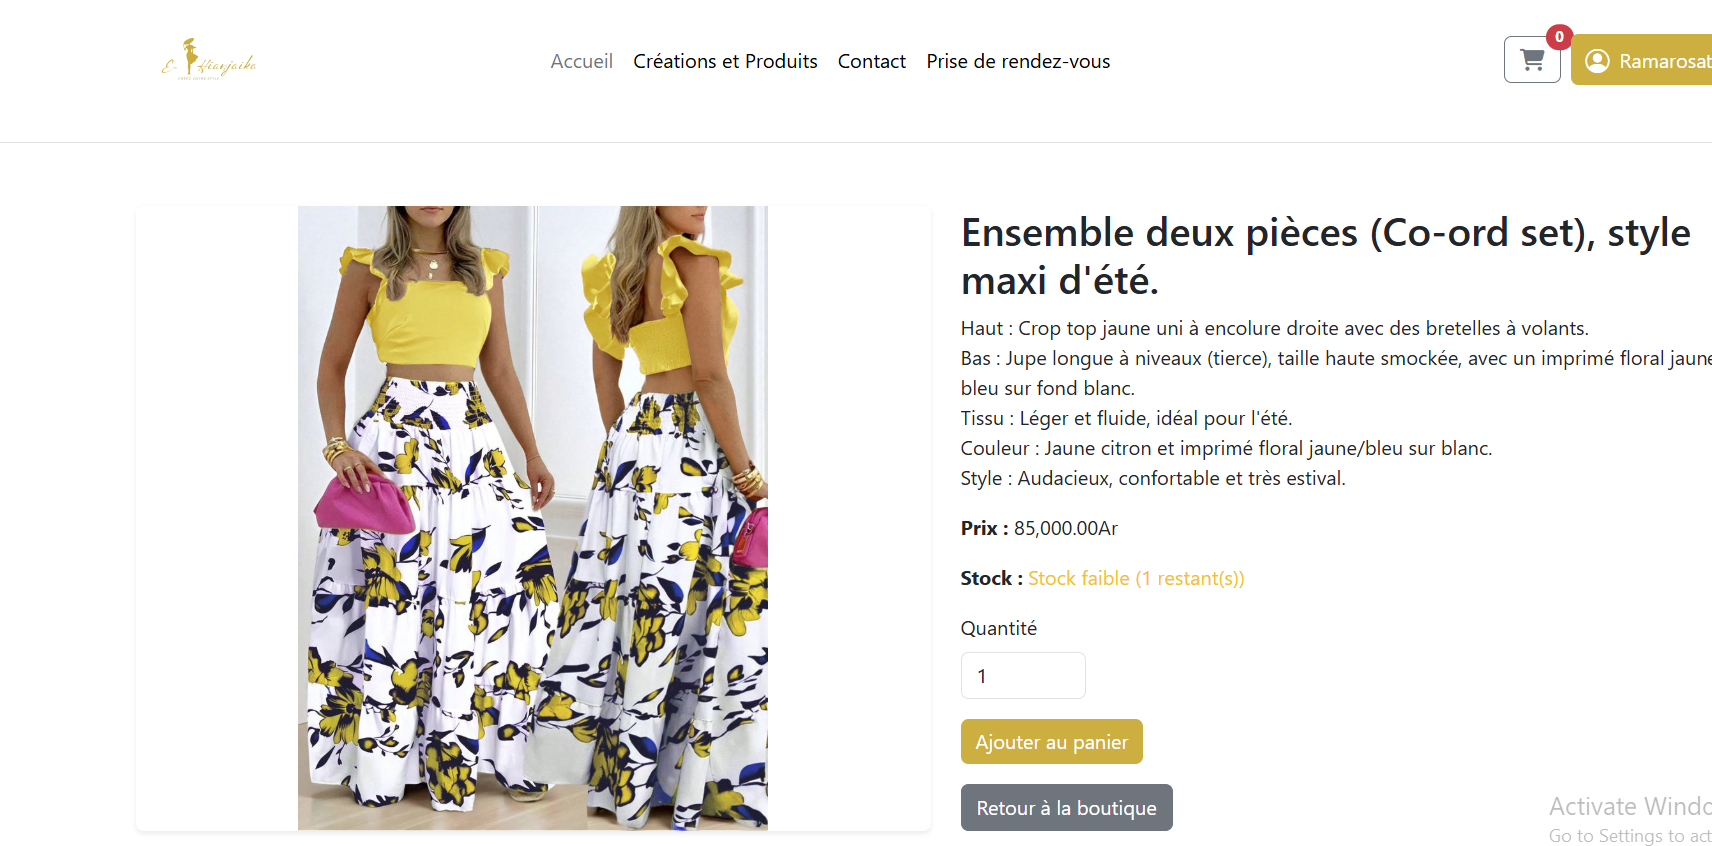 E- Hianjaika
Accueil Créations et Produits Contact Prise de rendez-vous
0
Ramarosat
Ensemble deux pièces (Co-ord set), style
maxi d'été.
Haut : Crop top jaune uni à encolure droite avec des bretelles à volants.
Bas : Jupe longue à niveaux (tierce), taille haute smockée, avec un imprimé floral jaune
bleu sur fond blanc.
Tissu : Léger et fluide, idéal pour l'été.
Couleur : Jaune citron et imprimé floral jaune/bleu sur blanc.
Style : Audacieux, confortable et très estival.
Prix : 85,000.00Ar
Stock : Stock faible (1 restant(s))
Quantité
1
Ajouter au panier
Retour à la boutique
Activate Windo
Go to Settings to act